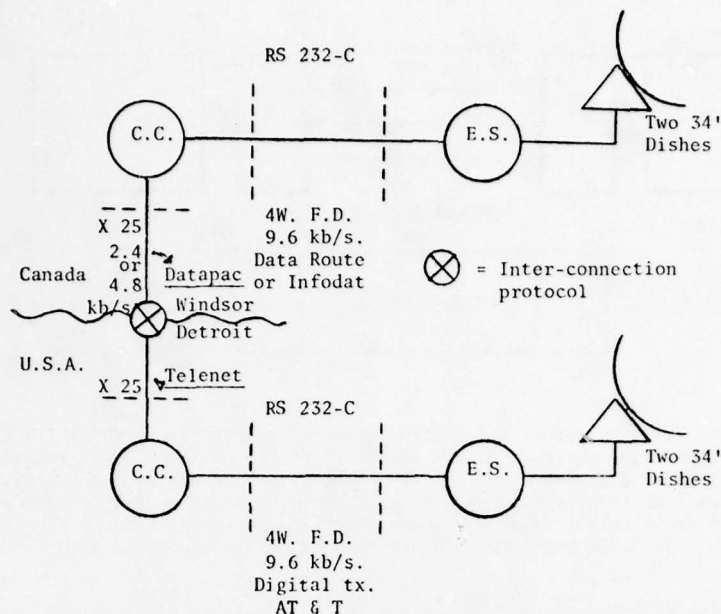 RS 232-C
C.C.
E.S.
Two 34'
Dishes
X 25
2.4
or
4.8
kb/s
Datapac
4W. F.D.
9.6 kb/s.
Data Route
or Infodat
= Inter-connection
protocol
Canada
Windsor
Detroit
U.S.A.
X 25
Telenet
RS 232-C
C.C.
E.S.
Two 34'
Dishes
4W. F.D.
9.6 kb/s.
Digital tx.
AT & T